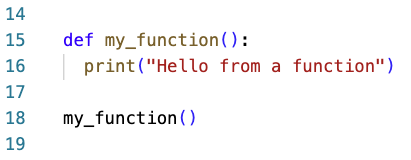 14
15 def my_function():
16   print("Hello from a function")
17
18 my_function()
19